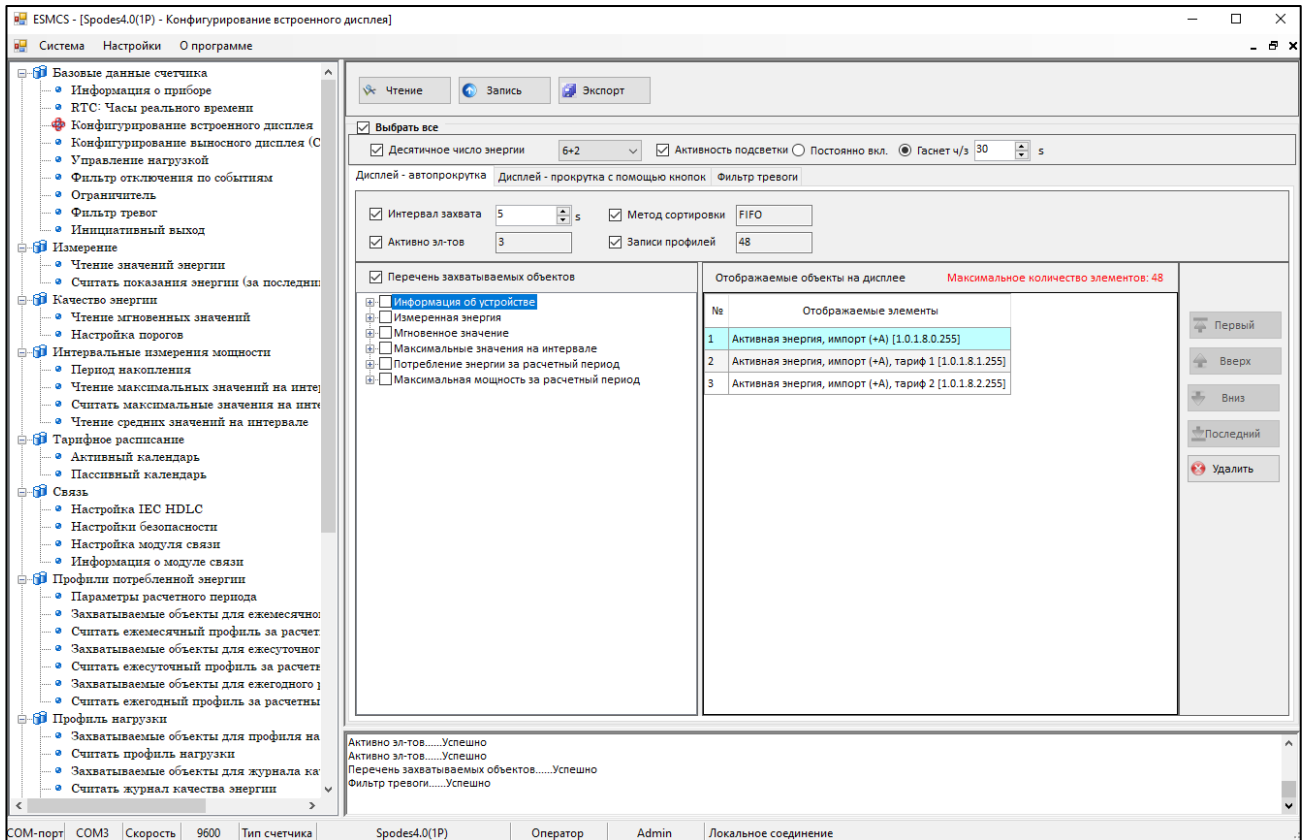 ESMCS - [Spodes4.0(1P) - Конфигурирование встроенного дисплея]
Система Настройки О программе
Базовые данные счетчика
Информация о приборе
RTC: Часы реального времени
Конфигурирование встроенного дисплея
Конфигурирование выносного дисплея (С
Управление нагрузкой
Фильтр отключения по событиям
Ограничитель
Фильтр тревог
Инициативный выход
Измерение
Чтение значений энергии
Считать показания энергии (за последни
Качество энергии
Чтение мгновенных значений
Настройка порогов
Интервальные измерения мощности
Период накопления
Чтение максимальных значений на инте
Считать максимальные значения на инте
Чтение средних значений на интервале
Тарифное расписание
Активный календарь
Пассивный календарь
Связь
Настройка IEC HDLC
Настройки безопасности
Настройка модуля связи
Информация о модуле связи
Профили потребленной энергии
Параметры расчетного периода
Захватываемые объекты для ежемесячно
Считать ежемесячный профиль за расчет
Захватываемые объекты для ежесуточног
Считать ежесуточный профиль за расчетн
Захватываемые объекты для ежегодного
Считать ежегодный профиль за расчетны
Профиль нагрузки
Захватываемые объекты для профиля на
Считать профиль нагрузки
Захватываемые объекты для журнала ка
Считать журнал качества энергии
Чтение Запись Экспорт
Выбрать все
Десятичное число энергии 6+2 Активность подсветки Постоянно вкл. Гаснет ч/з 30 s
Дисплей - автопрокрутка Дисплей - прокрутка с помощью кнопок Фильтр тревоги
Интервал захвата 5 s Метод сортировки FIFO
Активно эл-тов 3 Записи профилей 48
Перечень захватываемых объектов
Информация об устройстве
Измеренная энергия
Мгновенное значение
Максимальные значения на интервале
Потребление энергии за расчетный период
Максимальная мощность за расчетный период
Отображаемые объекты на дисплее Максимальное количество элементов: 48
№ Отображаемые элементы
1 Активная энергия, импорт (+A) [1.0.1.8.0.255]
2 Активная энергия, импорт (+A), тариф 1 [1.0.1.8.1.255]
3 Активная энергия, импорт (+A), тариф 2 [1.0.1.8.2.255]
Первый
Вверх
Вниз
Последний
Удалить
Активно эл-тов......Успешно
Активно эл-тов......Успешно
Перечень захватываемых объектов......Успешно
Фильтр тревоги......Успешно
COM-порт COM3 Скорость 9600 Тип счетчика Spodes4.0(1P) Оператор Admin Локальное соединение